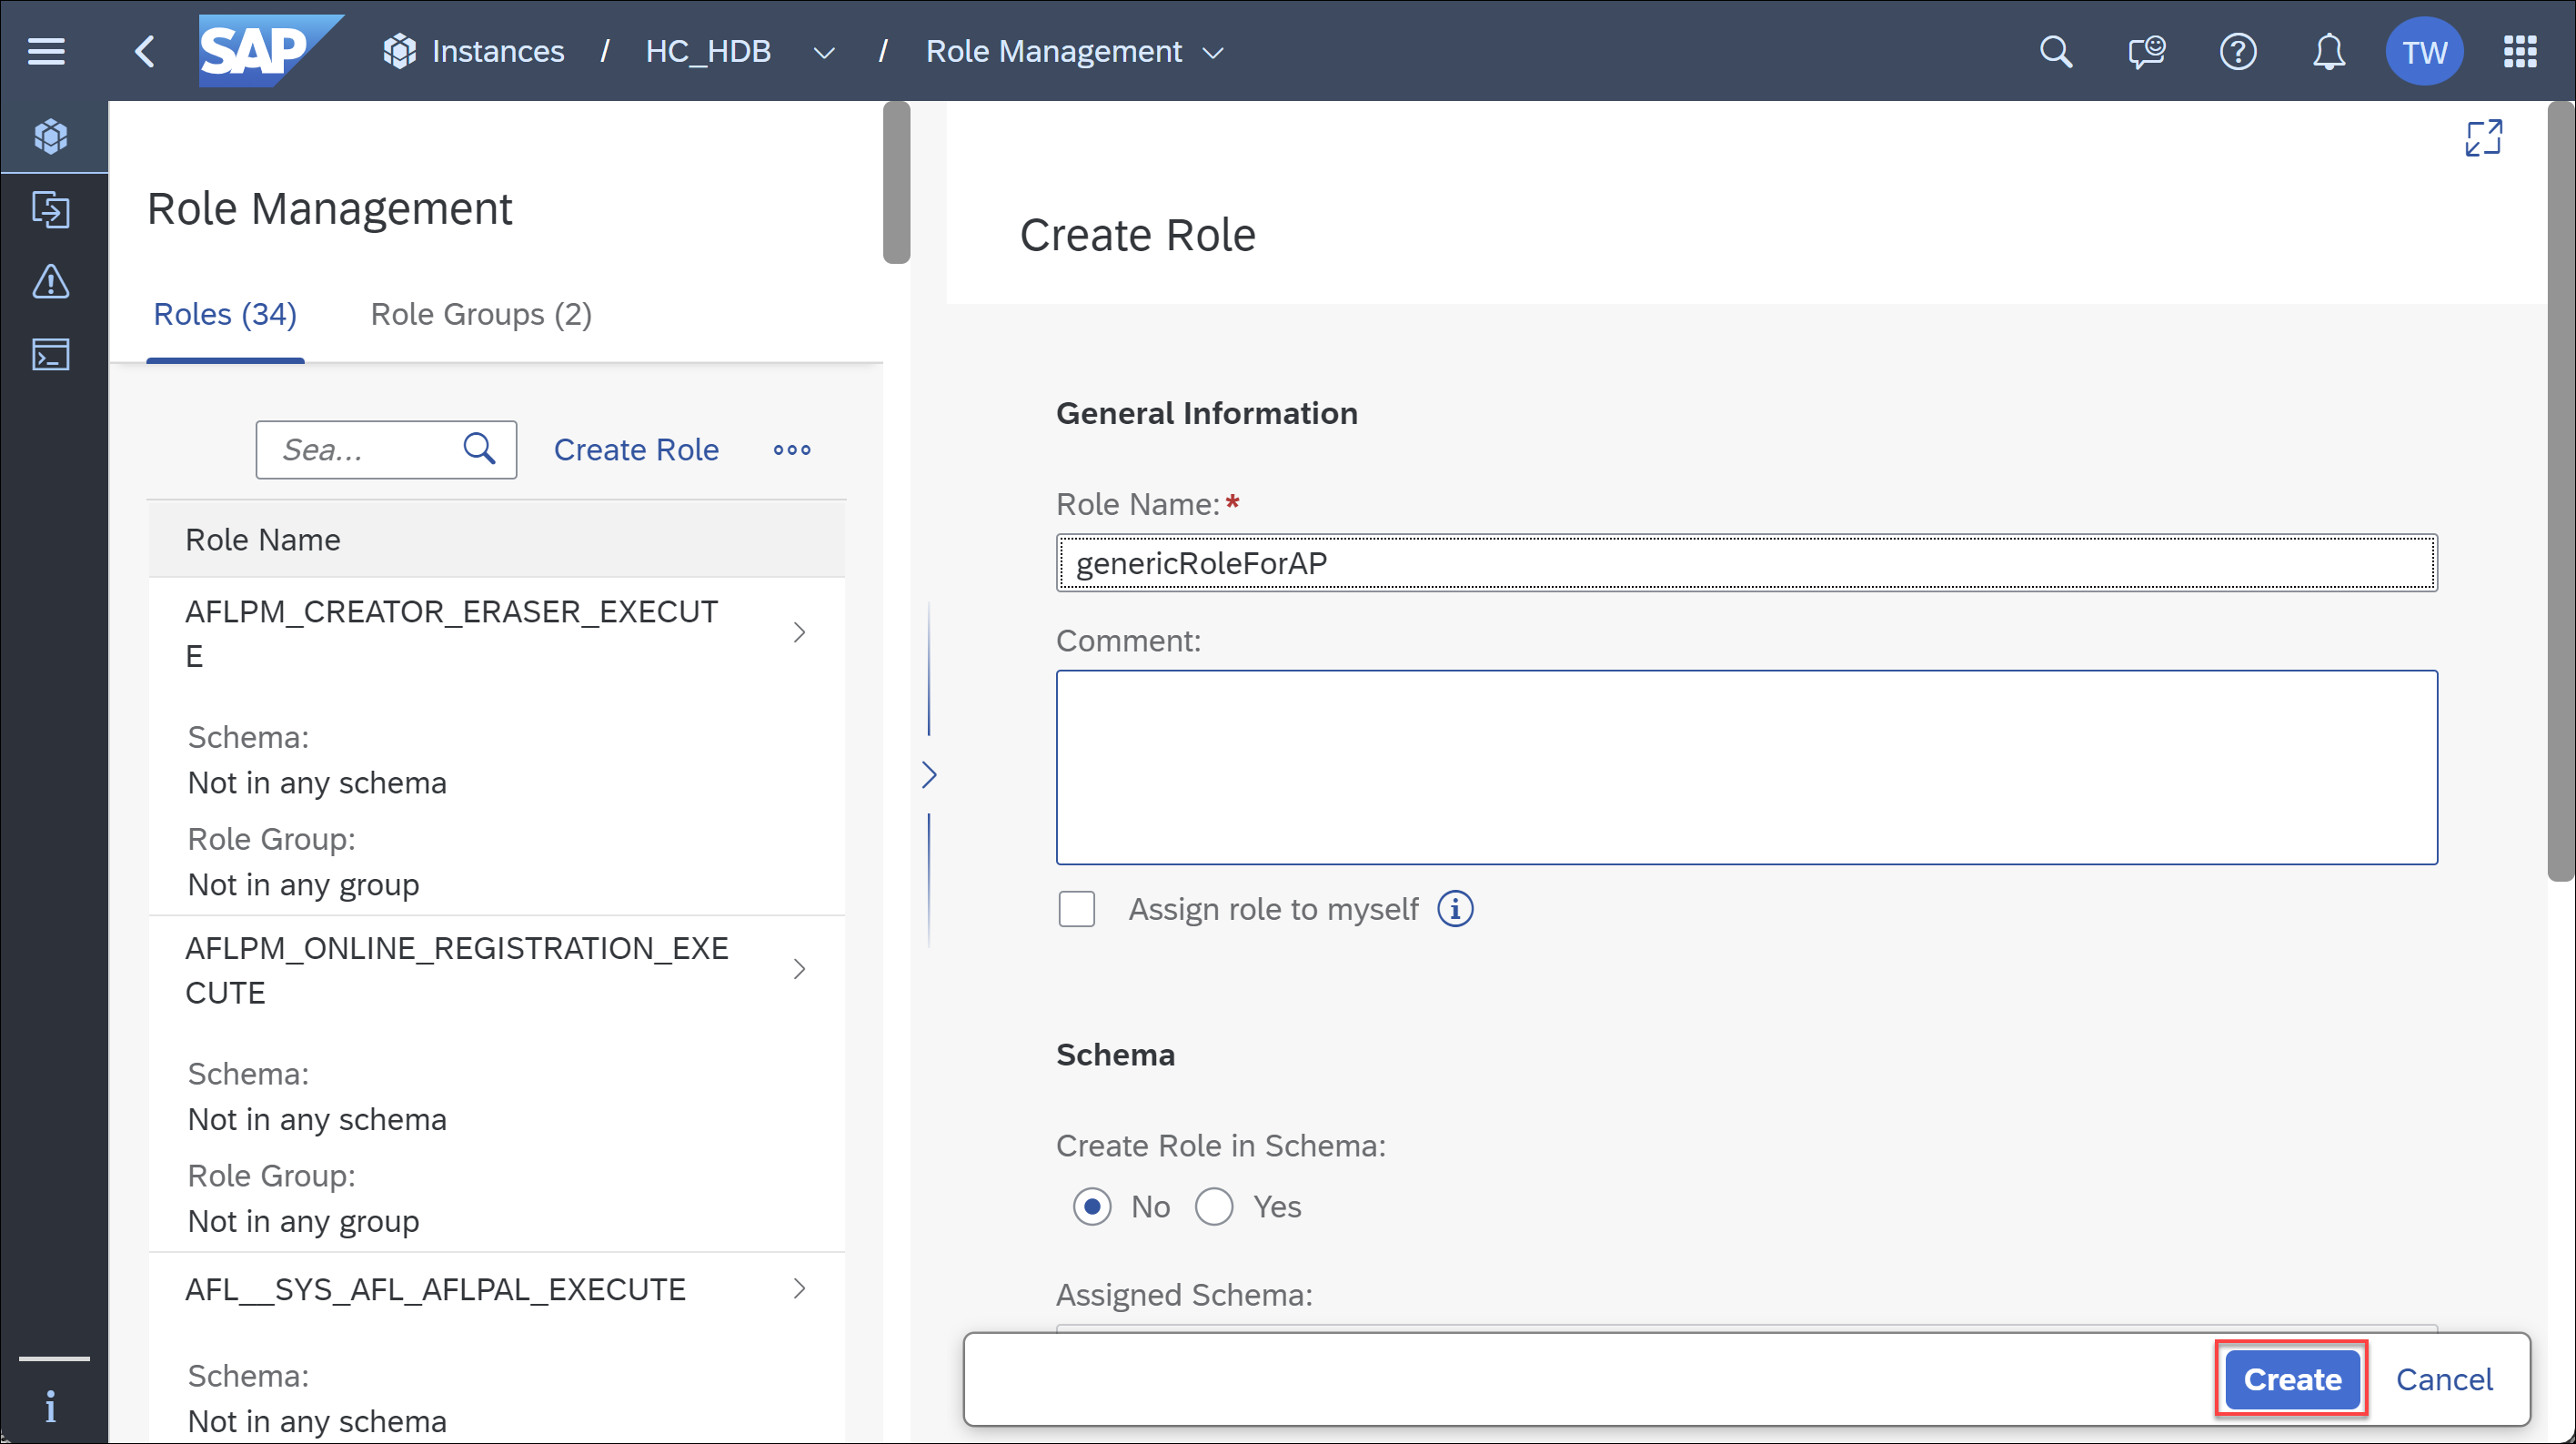 SAP Instances / HC_HDB / Role Management TW
Role Management
Roles (34) Role Groups (2)
Sea... Create Role
Role Name
AFLPM_CREATOR_ERASER_EXECUT
E
Schema:
Not in any schema
Role Group:
Not in any group
AFLPM_ONLINE_REGISTRATION_EXE
CUTE
Schema:
Not in any schema
Role Group:
Not in any group
AFL__SYS_AFL_AFLPAL_EXECUTE
Schema:
Not in any schema
Create Role
General Information
Role Name:*
genericRoleForAP
Comment:
Assign role to myself
Schema
Create Role in Schema:
No Yes
Assigned Schema:
Create Cancel